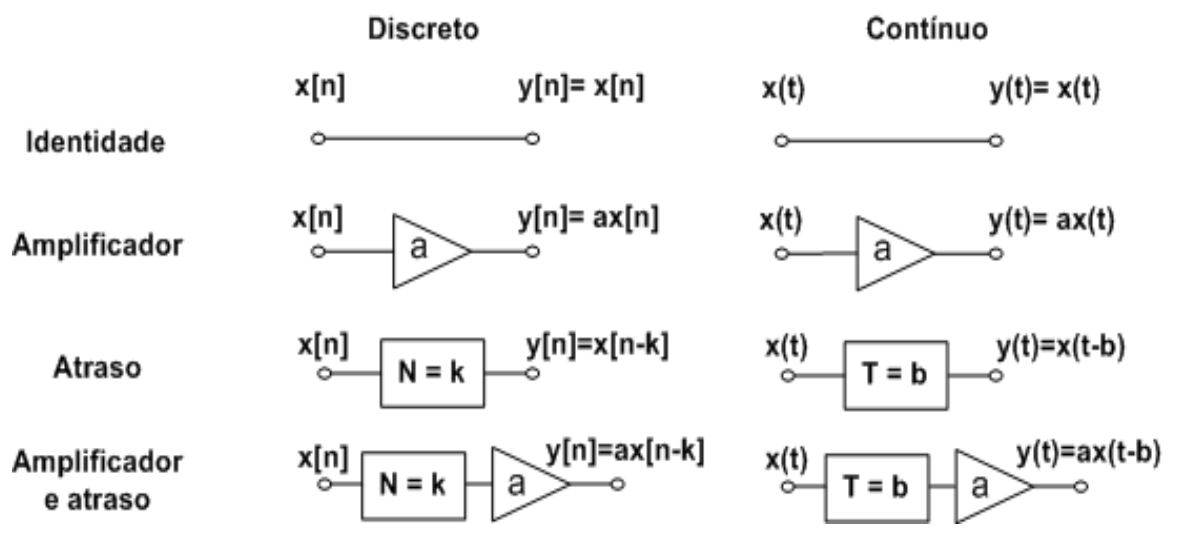 Discreto Contínuo
x[n] y[n]= x[n] x(t) y(t)= x(t)
Identidade
x[n] y[n]= ax[n] x(t) y(t)= ax(t)
Amplificador a a
x[n] y[n]=x[n-k] x(t) y(t)=x(t-b)
Atraso N = k T = b
x[n] y[n]=ax[n-k] x(t) y(t)=ax(t-b)
Amplificador
e atraso N = k a T = b a